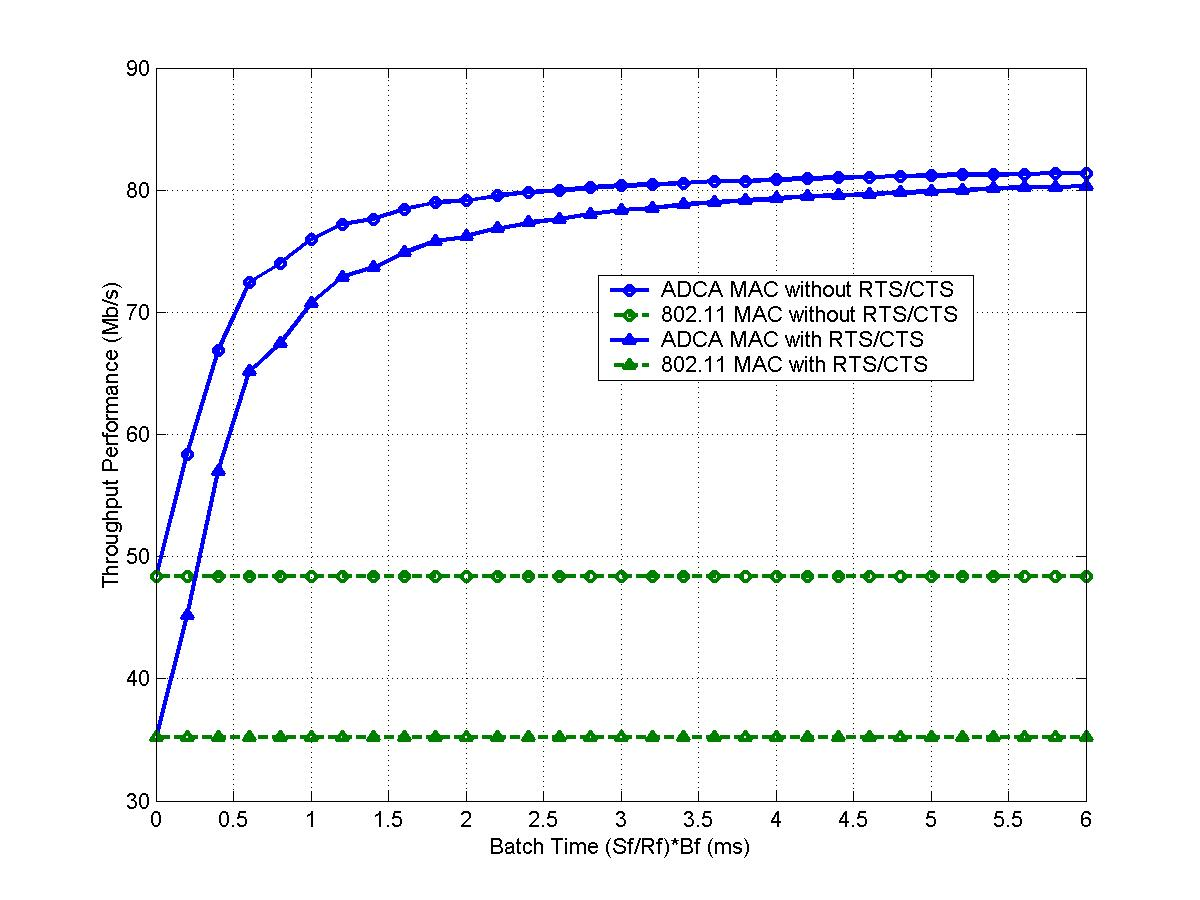 90
80
70
60
50
40
30
Throughput Performance (Mb/s)
ADCA MAC without RTS/CTS
802.11 MAC without RTS/CTS
ADCA MAC with RTS/CTS
802.11 MAC with RTS/CTS
0 0.5 1 1.5 2 2.5 3 3.5 4 4.5 5 5.5 6
Batch Time (Sf/Rf)*Bf (ms)